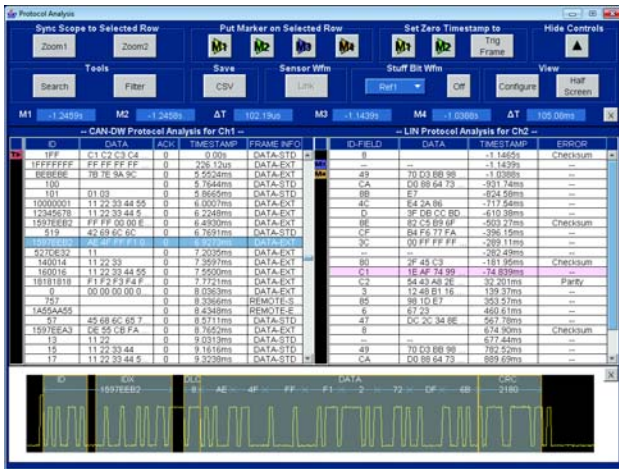 Protocol Analysis
Sync Scope to Selected Row
Put Marker on Selected Row
Set Zero Timestamp to
Hide Controls
Zoom1
Zoom2
M1
M2
M3
M4
M1
M2
Trig Frame
Tools
Save
Sensor Wfm
Stuff Bit Wfm
View
Search
Filter
CSV
Link
Ref1
Off
Configure
Half Screen
M1 -1.2459s M2 -1.2458s ΔT 102.19us M3 -1.1439s M4 -1.0388s ΔT 105.08ms X
-- CAN-DW Protocol Analysis for Ch1 --
ID DATA ACK TIMESTAMP FRAME INFO
1FF C1 C2 C3 C4 0 0.00s DATA-STD
1FFFFFFF FF FF FF FF 0 226.12us DATA-EXT
BEBEBE 7B 7E 9A 9C 0 5.5524ms DATA-EXT
100 0 5.7644ms DATA-STD
101 01 03 0 5.8665ms DATA-STD
10000001 11 22 33 44 55 0 6.0007ms DATA-EXT
12345678 11 22 33 44 5 0 6.2248ms DATA-EXT
1597EEB2 FF FF 00 00 E 0 6.4930ms DATA-EXT
519 42 69 6C 6C 0 6.7691ms DATA-STD
1597EEB2 AE 4F FF F1 0 0 6.9273ms DATA-EXT
527DE32 11 0 7.2035ms DATA-EXT
140014 11 22 33 0 7.3597ms DATA-EXT
160016 11 22 33 44 55 0 7.5500ms DATA-EXT
18181818 F1 F2 F3 F4 F 0 7.7721ms DATA-EXT
0 00 00 00 00 0 0 8.0363ms DATA-EXT
757 0 8.3366ms REMOTE-S
1A55AA55 0 8.4348ms REMOTE-E
57 45 68 6C 65 7 0 8.5711ms DATA-STD
1597EEA3 DE 55 CB FA 0 8.7652ms DATA-EXT
13 11 22 0 9.0313ms DATA-STD
15 11 22 33 44 0 9.1616ms DATA-STD
17 11 22 33 44 5 0 9.3238ms DATA-STD
-- LIN Protocol Analysis for Ch2 --
ID-FIELD DATA TIMESTAMP ERROR
8 -1.1465s Checksum
-- -- -1.1439s --
49 70 D3 BB 98 -1.0388s --
CA D0 88 64 73 -931.74ms --
8B E7 -824.58ms --
4C E4 2A 86 -717.54ms --
D 3F DB CC BD -610.38ms --
8E 82 C5 B9 6F -503.27ms Checksum
CF B4 F6 77 FA -396.15ms --
3C 00 FF FF FF -289.11ms --
-- -- -282.49ms --
80 2F 45 C3 -181.95ms Checksum
C1 1E AF 74 99 -74.839ms --
C2 54 43 A8 2E 32.201ms Parity
3 12 48 B1 16 139.37ms --
85 98 1D E7 353.57ms --
6 67 23 460.61ms --
47 DC 2C 34 8E 567.78ms --
8 674.90ms Checksum
-- -- 677.44ms --
49 70 D3 BB 98 782.52ms --
CA D0 88 64 73 889.69ms --
X
ID IDX DLC DATA CRC
1597EEB2 8 AE 4F FF F1 2 72 DF 6B 2180